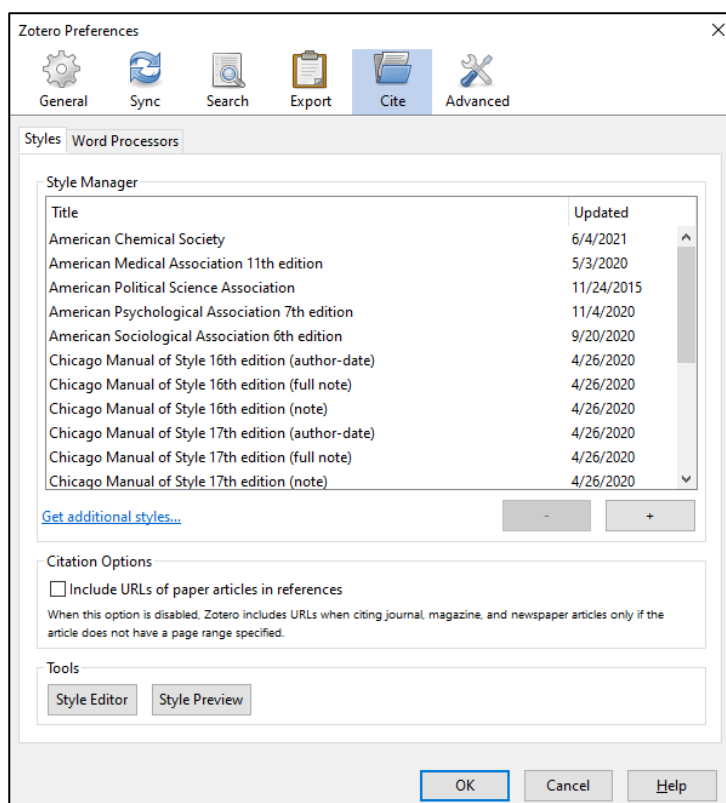 Zotero Preferences
General Sync Search Export Cite Advanced
Styles Word Processors
Style Manager
Title Updated
American Chemical Society 6/4/2021
American Medical Association 11th edition 5/3/2020
American Political Science Association 11/24/2015
American Psychological Association 7th edition 11/4/2020
American Sociological Association 6th edition 9/20/2020
Chicago Manual of Style 16th edition (author-date) 4/26/2020
Chicago Manual of Style 16th edition (full note) 4/26/2020
Chicago Manual of Style 16th edition (note) 4/26/2020
Chicago Manual of Style 17th edition (author-date) 4/26/2020
Chicago Manual of Style 17th edition (full note) 4/26/2020
Chicago Manual of Style 17th edition (note) 4/26/2020
Get additional styles... - +
Citation Options
Include URLs of paper articles in references
When this option is disabled, Zotero includes URLs when citing journal, magazine, and newspaper articles only if the
article does not have a page range specified.
Tools
Style Editor Style Preview
OK Cancel Help